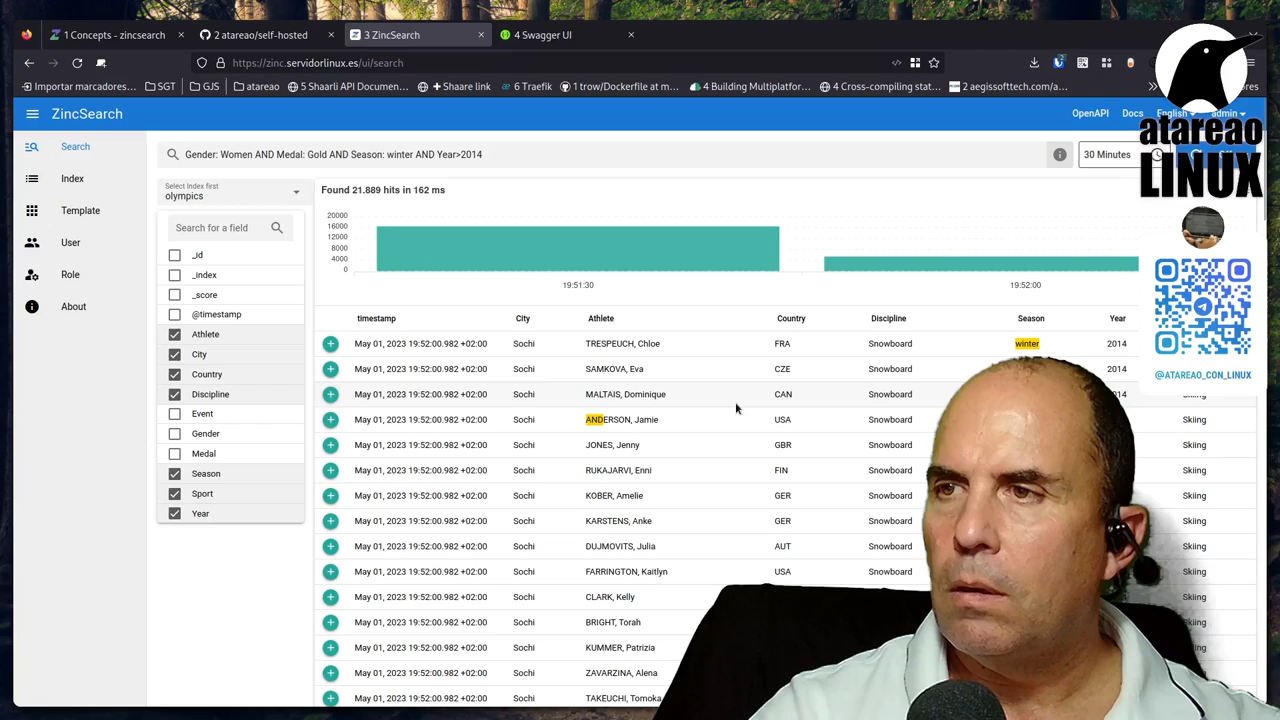 1 Concepts - zincsearch
2 atareao/self-hosted
3 ZincSearch
4 Swagger UI
https://zinc.servidorlinux.es/ui/search
Importar marcadores...
SGT
GJS
atareao
5 Shaarli API Documen...
6 Traefik
1 trow/Dockerfile at m...
Shaare link
4 Building Multiplatfor...
4 Cross-compiling stat...
2 aegissofttech.com/a...
ZincSearch
OpenAPI
Docs
English
admin
atareao
LINUX
Search
Index
Template
User
Role
About
Gender: Women AND Medal: Gold AND Season: winter AND Year>2014
30 Minutes
Select Index first
olympics
Search for a field
_id
_index
_score
@timestamp
Athlete
City
Country
Discipline
Event
Gender
Medal
Season
Sport
Year
Found 21.889 hits in 162 ms
20000
16000
12000
8000
4000
0
19:51:30
19:52:00
@ATAREAO_CON_LINUX
timestamp City Athlete Country Discipline Season Year
May 01, 2023 19:52:00.982 +02:00 Sochi TRESPEUCH, Chloe FRA Snowboard winter 2014
May 01, 2023 19:52:00.982 +02:00 Sochi SAMKOVA, Eva CZE Snowboard 2014
May 01, 2023 19:52:00.982 +02:00 Sochi MALTAIS, Dominique CAN Snowboard Skiing
May 01, 2023 19:52:00.982 +02:00 Sochi ANDERSON, Jamie USA Snowboard Skiing
May 01, 2023 19:52:00.982 +02:00 Sochi JONES, Jenny GBR Snowboard Skiing
May 01, 2023 19:52:00.982 +02:00 Sochi RUKAJARVI, Enni FIN Snowboard Skiing
May 01, 2023 19:52:00.982 +02:00 Sochi KOBER, Amelie GER Snowboard Skiing
May 01, 2023 19:52:00.982 +02:00 Sochi KARSTENS, Anke GER Snowboard Skiing
May 01, 2023 19:52:00.982 +02:00 Sochi DUJMOVITS, Julia AUT Snowboard Skiing
May 01, 2023 19:52:00.982 +02:00 Sochi FARRINGTON, Kaitlyn USA Snowboard Skiing
May 01, 2023 19:52:00.982 +02:00 Sochi CLARK, Kelly Skiing
May 01, 2023 19:52:00.982 +02:00 Sochi BRIGHT, Torah Skiing
May 01, 2023 19:52:00.982 +02:00 Sochi KUMMER, Patrizia Skiing
May 01, 2023 19:52:00.982 +02:00 Sochi ZAVARZINA, Alena Skiing
May 01, 2023 19:52:00.982 +02:00 Sochi TAKEUCHI, Tomoka Skiing